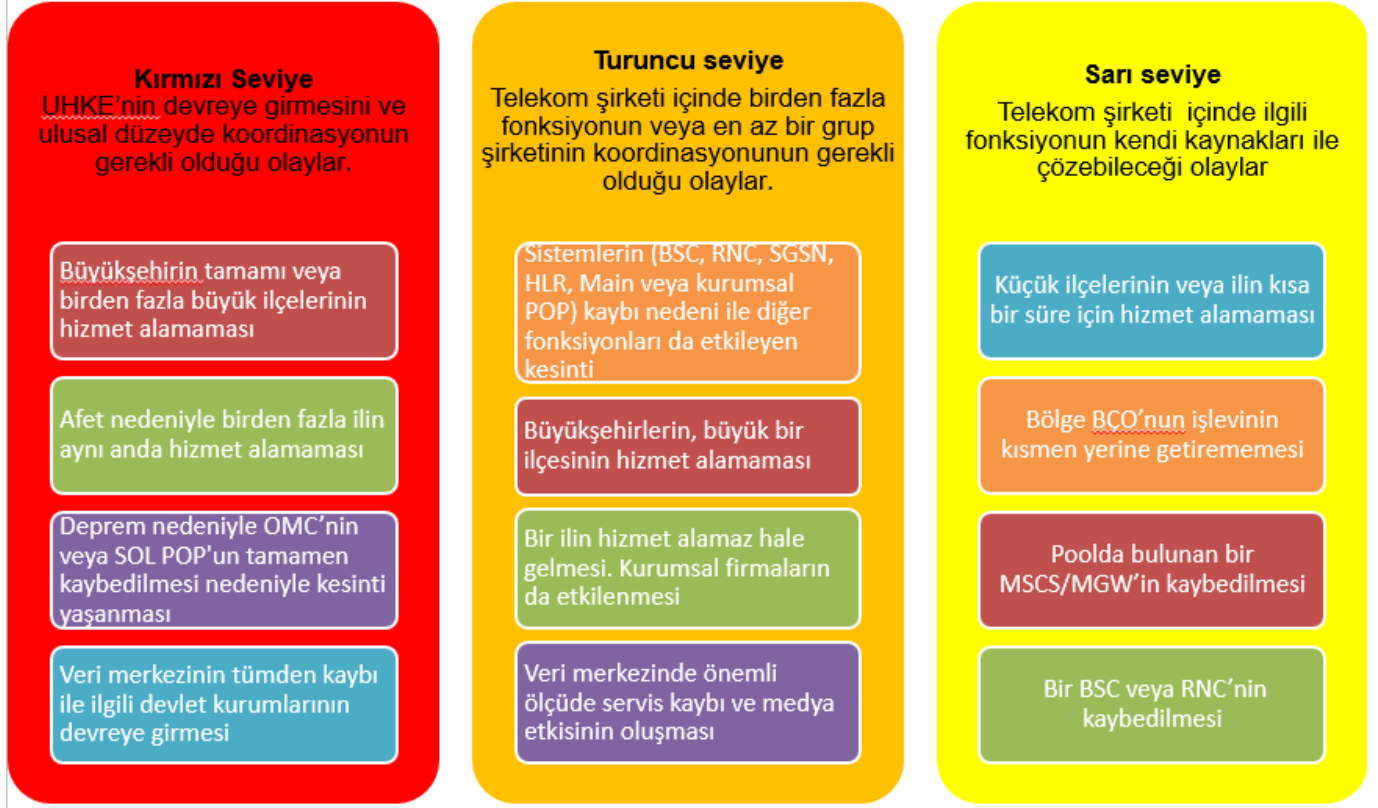 Kırmızı Seviye
UHKE’nin devreye girmesini ve
ulusal düzeyde koordinasyonun
gerekli olduğu olaylar.
Büyükşehirin tamamı veya
birden fazla büyük ilçelerinin
hizmet alamaması
Afet nedeniyle birden fazla ilin
aynı anda hizmet alamaması
Deprem nedeniyle OMC’nin
veya SOL POP'un tamamen
kaybedilmesi nedeniyle kesinti
yaşanması
Veri merkezinin tümden kaybı
ile ilgili devlet kurumlarının
devreye girmesi
Turuncu seviye
Telekom şirketi içinde birden fazla
fonksiyonun veya en az bir grup
şirketinin koordinasyonunun gerekli
olduğu olaylar.
Sistemlerin (BSC, RNC, SGSN,
HLR, Main veya kurumsal
POP) kaybı nedeni ile diğer
fonksiyonları da etkileyen
kesinti
Büyükşehirlerin, büyük bir
ilçesinin hizmet alamaması
Bir ilin hizmet alamaz hale
gelmesi. Kurumsal firmaların
da etkilenmesi
Veri merkezinde önemli
ölçüde servis kaybı ve medya
etkisinin oluşması
Sarı seviye
Telekom şirketi içinde ilgili
fonksiyonun kendi kaynakları ile
çözebileceği olaylar
Küçük ilçelerinin veya ilin kısa
bir süre için hizmet alamaması
Bölge BÇO’nun işlevinin
kısmen yerine getirememesi
Poolda bulunan bir
MSCS/MGW’in kaybedilmesi
Bir BSC veya RNC’nin
kaybedilmesi